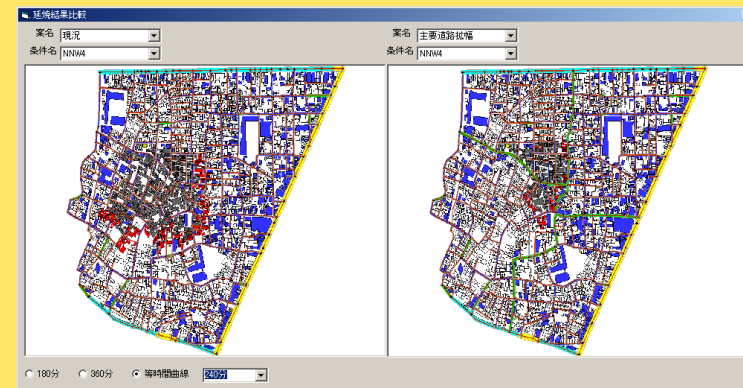 延焼結果比較
案名 現況
条件名 NNW4
案名 主要道路拡幅
条件名 NNW4
180分 360分 等時間曲線 240分